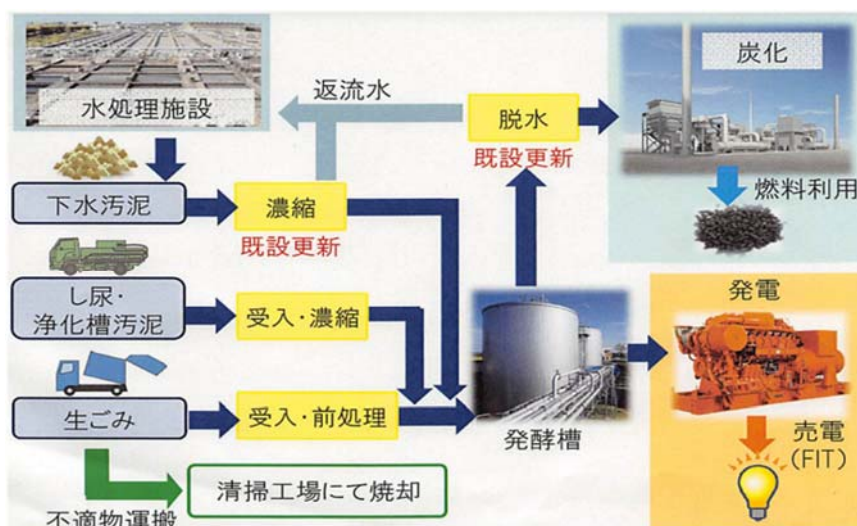 水処理施設
返流水
脱水
既設更新
炭化
燃料利用
下水汚泥
濃縮
既設更新
し尿・
浄化槽汚泥
受入・濃縮
生ごみ
受入・前処理
発酵槽
発電
売電
(FIT)
清掃工場にて焼却
不適物運搬